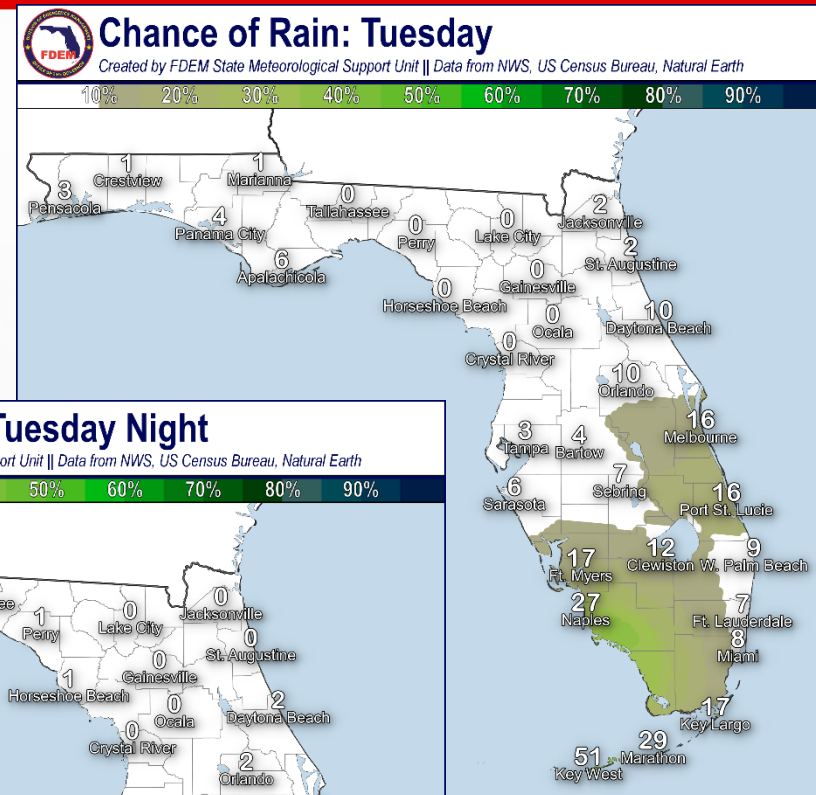 FDEM
Chance of Rain: Tuesday
Created by FDEM State Meteorological Support Unit || Data from NWS, US Census Bureau, Natural Earth
10% 20% 30% 40% 50% 60% 70% 80% 90%
1
Crestview
1
Marianna
3
Pensacola
0
Tallahassee
4
Panama City
0
Perry
0
Lake City
2
Jacksonville
2
St. Augustine
6
Apalachicola
0
Gainesville
0
Horseshoe Beach
0
Ocala
10
Daytona Beach
0
Crystal River
10
Orlando
16
Melbourne
3
Tampa
4
Bartow
7
Sebring
6
Sarasota
16
Port St. Lucie
17
Ft. Myers
12
Clewiston
9
W. Palm Beach
27
Naples
7
Ft. Lauderdale
8
Miami
17
Key Largo
29
Marathon
51
Key West
Tuesday Night
ort Unit || Data from NWS, US Census Bureau, Natural Earth
50% 60% 70% 80% 90%
ee
1
Perry
0
Lake City
0
Jacksonville
0
St. Augustine
0
Gainesville
1
Horseshoe Beach
0
Ocala
2
Daytona Beach
0
Crystal River
2
Orlando